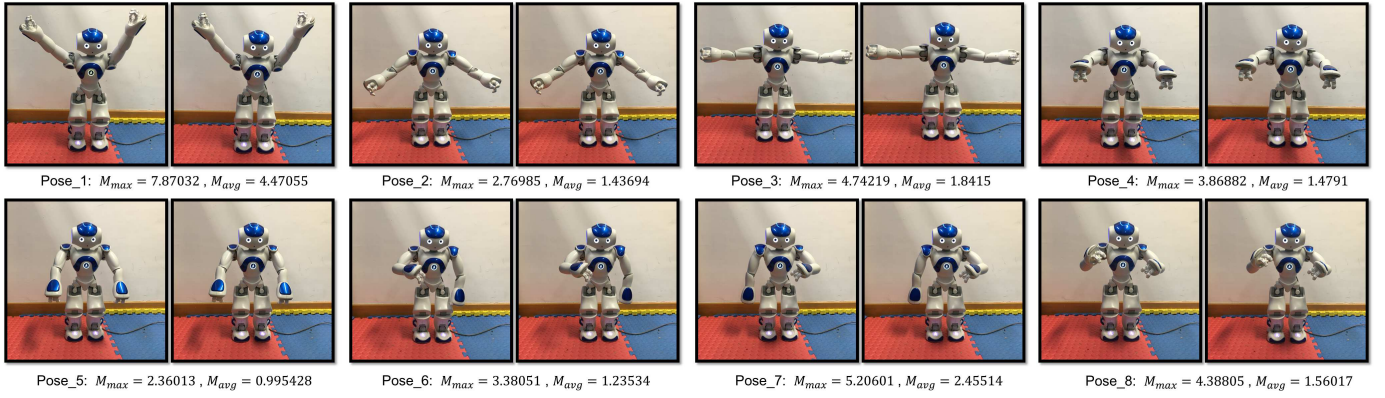 Pose_1: M_max = 7.87032 , M_avg = 4.47055
Pose_2: M_max = 2.76985 , M_avg = 1.43694
Pose_3: M_max = 4.74219 , M_avg = 1.8415
Pose_4: M_max = 3.86882 , M_avg = 1.4791
Pose_5: M_max = 2.36013 , M_avg = 0.995428
Pose_6: M_max = 3.38051 , M_avg = 1.23534
Pose_7: M_max = 5.20601 , M_avg = 2.45514
Pose_8: M_max = 4.38805 , M_avg = 1.56017